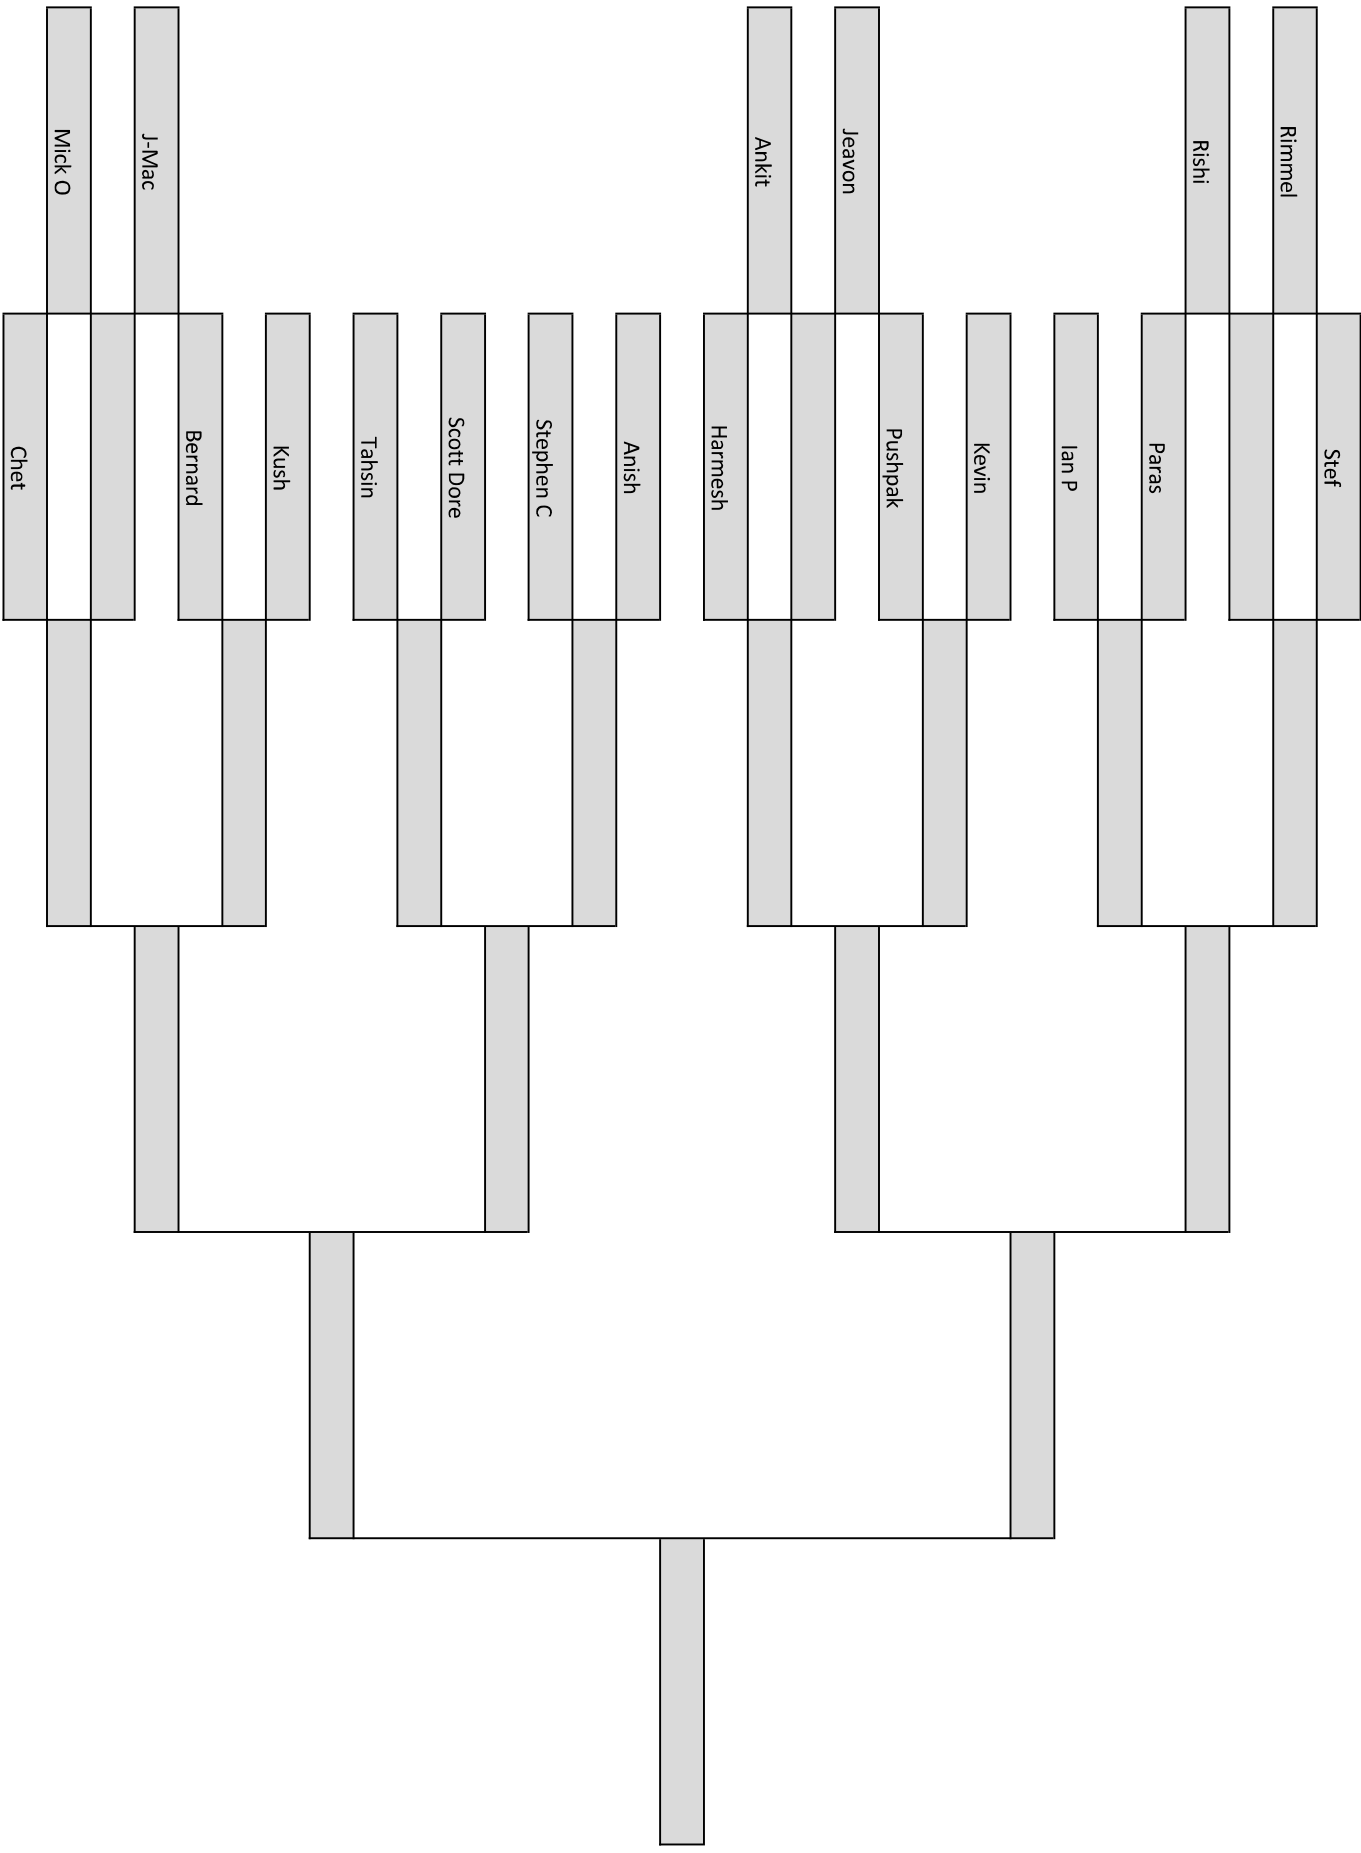 Rimmel
Rishi
Jeavon
Ankit
J-Mac
Mick O
Stef
Paras
Ian P
Kevin
Pushpak
Harmesh
Anish
Stephen C
Scott Dore
Tahsin
Kush
Bernard
Chet